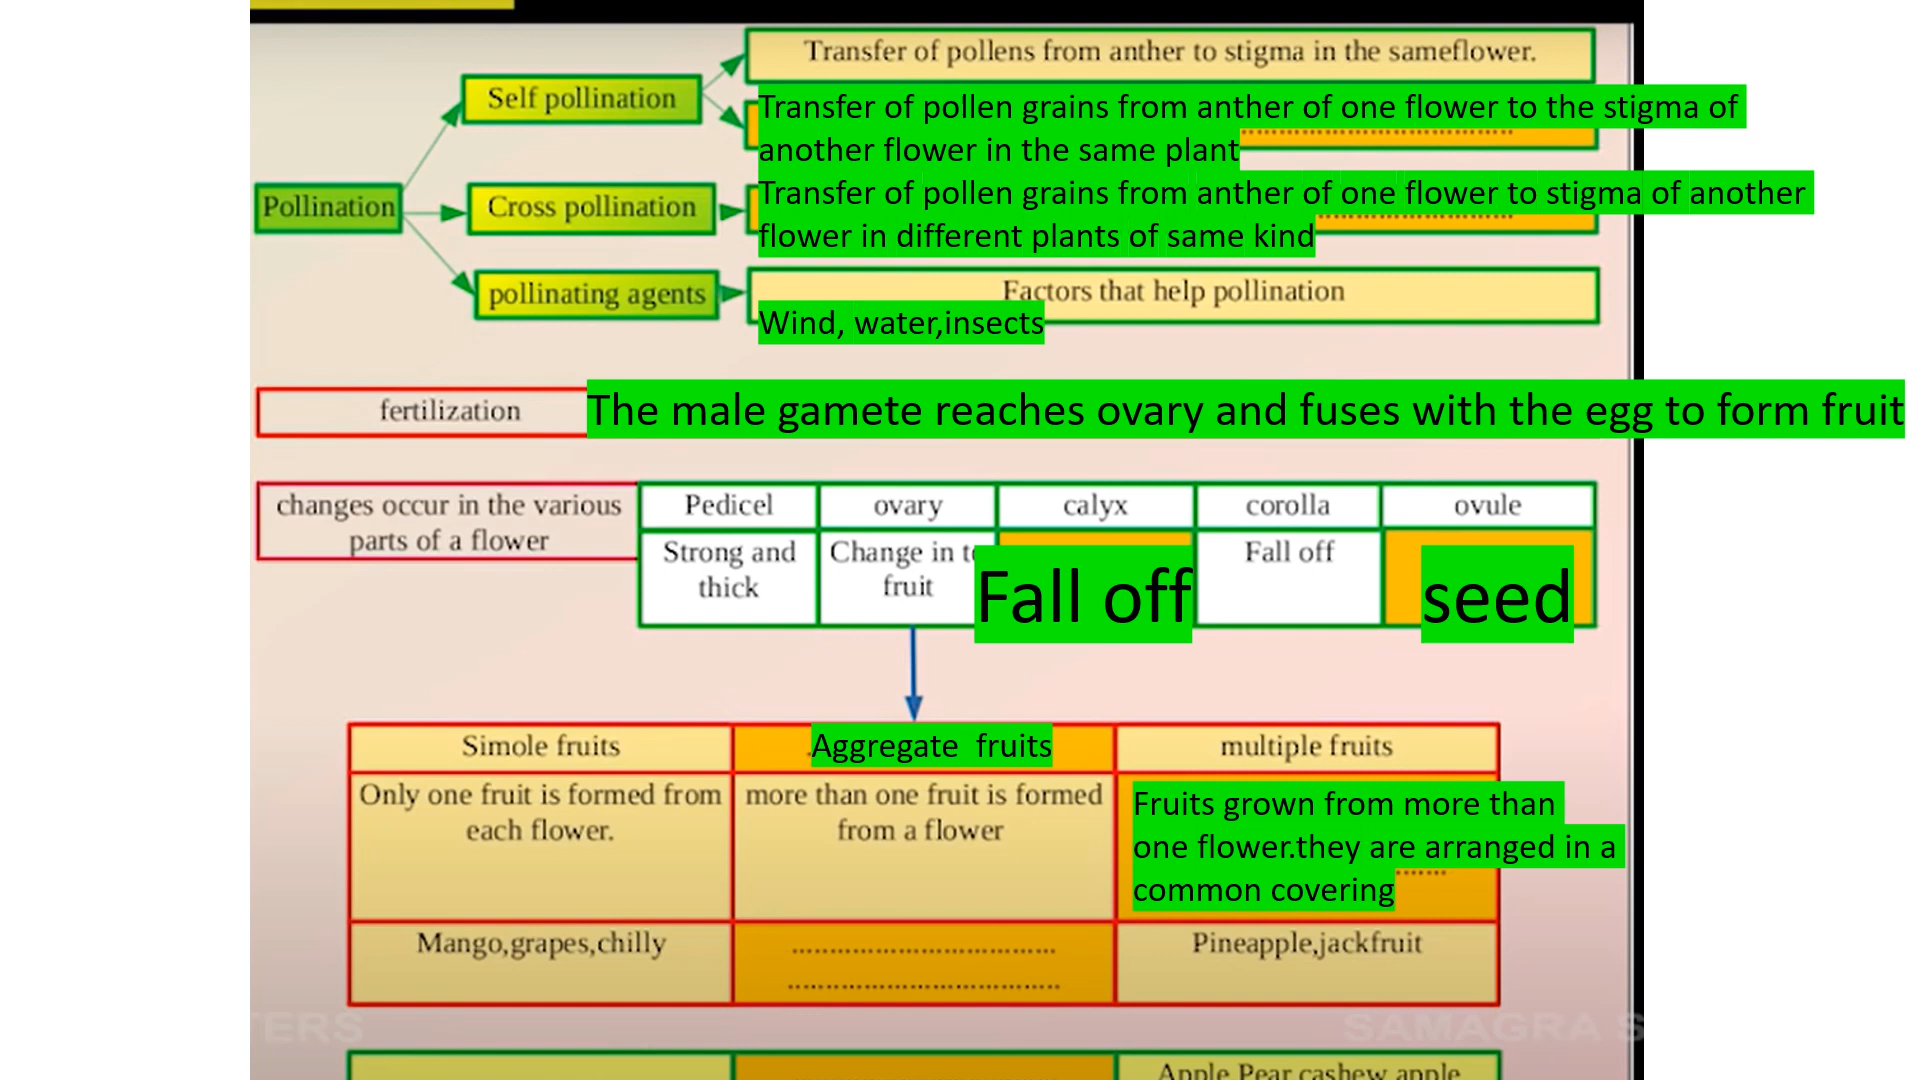 Transfer of pollens from anther to stigma in the sameflower.
Self pollination
Transfer of pollen grains from anther of one flower to the stigma of
another flower in the same plant
Transfer of pollen grains from anther of one flower to stigma of another
flower in different plants of same kind
Pollination
Cross pollination
pollinating agents
Factors that help pollination
Wind, water,insects
fertilization
The male gamete reaches ovary and fuses with the egg to form fruit
changes occur in the various
parts of a flower
Pedicel
ovary
calyx
corolla
ovule
Strong and
thick
Change in
fruit
Fall off
Fall off
seed
Simole fruits
Aggregate fruits
multiple fruits
Only one fruit is formed from
each flower.
more than one fruit is formed
from a flower
Fruits grown from more than
one flower.they are arranged in a
common covering
Mango,grapes,chilly
................................
.................................
Pineapple,jackfruit
TERS
SAMAGRA S
Apple,Pear,cashew apple